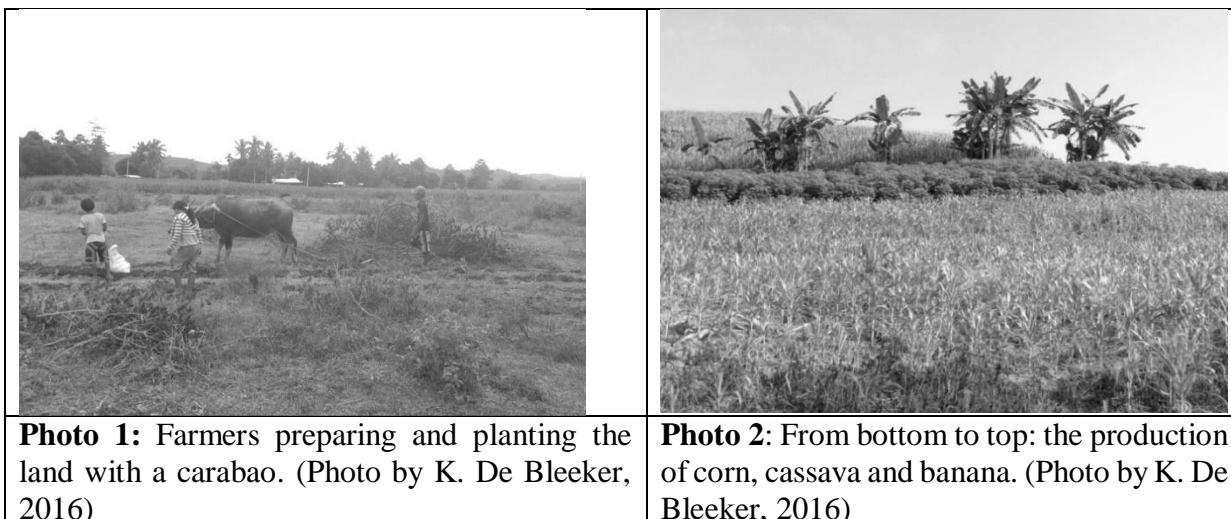 Photo 1: Farmers preparing and planting the
land with a carabao. (Photo by K. De Bleeker,
2016)
Photo 2: From bottom to top: the production
of corn, cassava and banana. (Photo by K. De
Bleeker, 2016)